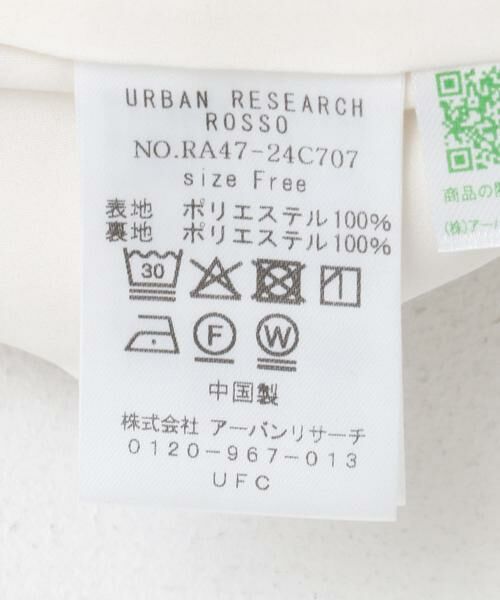 URBAN RESEARCH
ROSSO
NO.RA47-24C707
size Free
表地 ポリエステル100%
裏地 ポリエステル100%
30
F
W
中国製
株式会社 アーバンリサーチ
0120-967-013
UFC
商品の
(株)アーバ